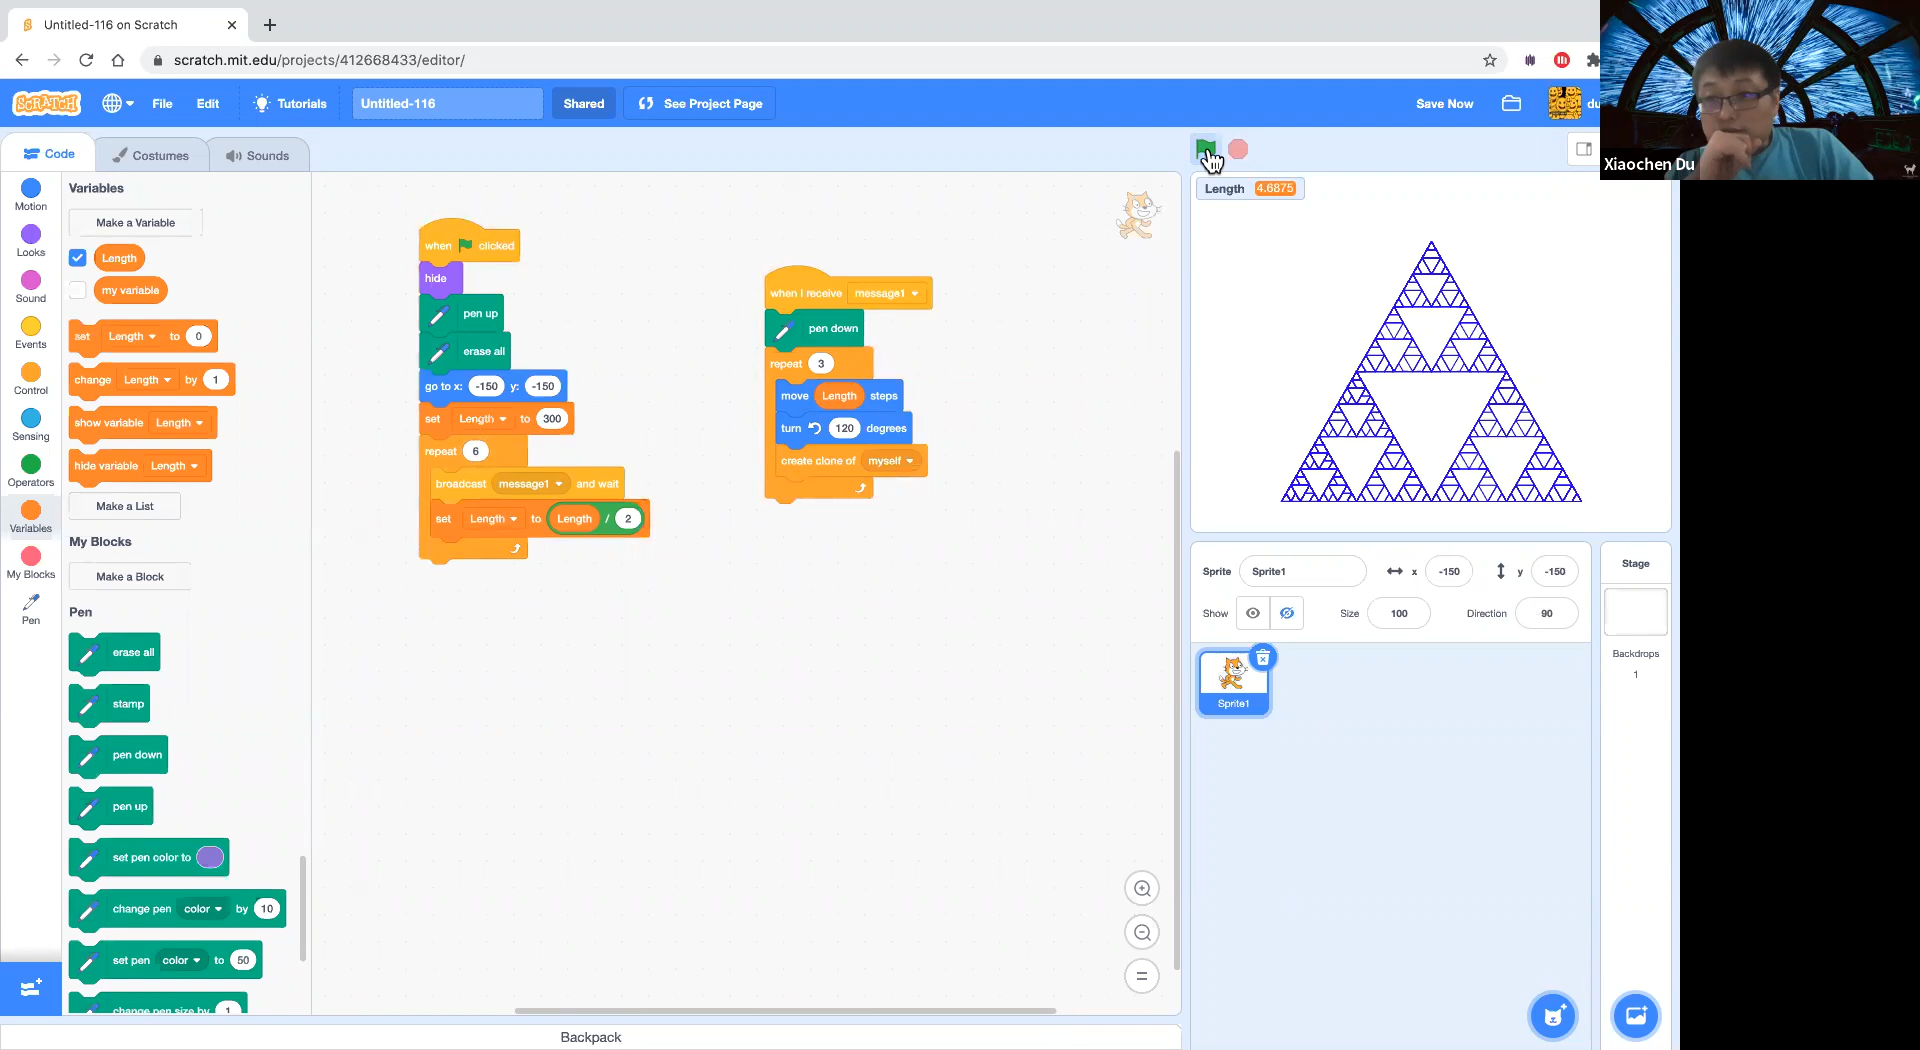 Untitled-116 on Scratch
scratch.mit.edu/projects/412668433/editor/
SCRATCH
File
Edit
Tutorials
Untitled-116
Shared
See Project Page
Save Now
du
Xiaochen Du
Code
Costumes
Sounds
Motion
Looks
Sound
Events
Control
Sensing
Operators
Variables
My Blocks
Pen
Variables
Make a Variable
Length
my variable
set Length to 0
change Length by 1
show variable Length
hide variable Length
Make a List
My Blocks
Make a Block
Pen
erase all
stamp
pen down
pen up
set pen color to
change pen color by 10
set pen color to 50
change pen size by 1
when clicked
hide
pen up
erase all
go to x: -150 y: -150
set Length to 300
repeat 6
broadcast message1 and wait
set Length to Length / 2
when I receive message1
pen down
repeat 3
move Length steps
turn 120 degrees
create clone of myself
Length 4.6875
Sprite Sprite1 x -150 y -150
Show Size 100 Direction 90
Sprite1
Stage
Backdrops
1
Backpack